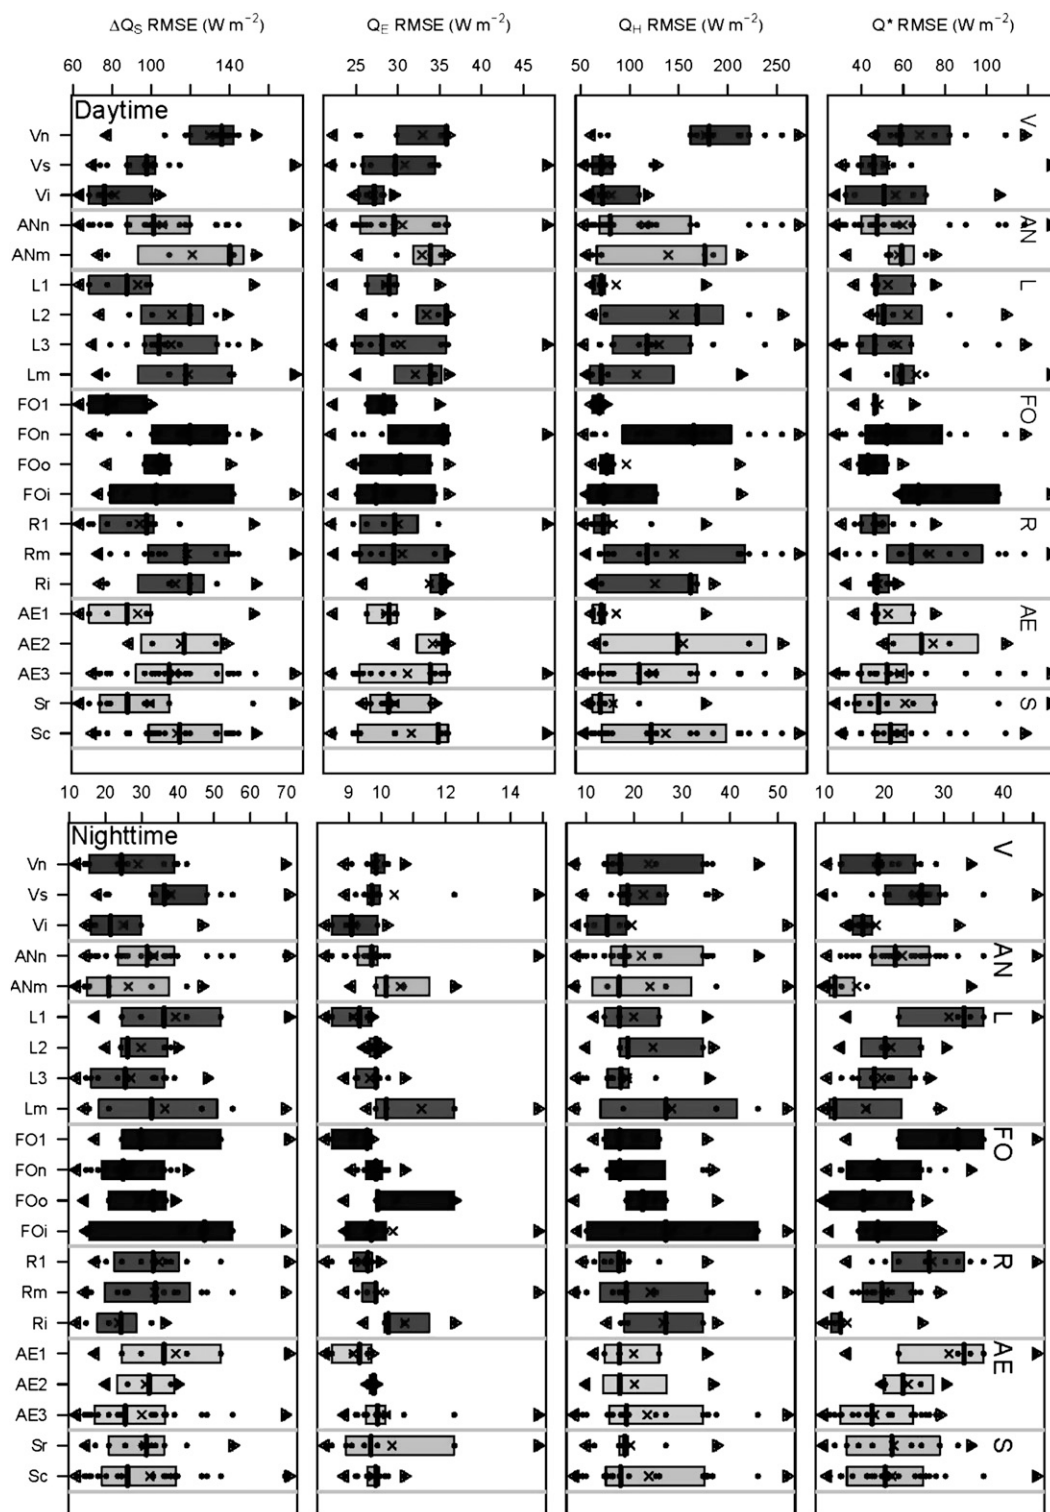 ΔQS RMSE (W m−2) QE RMSE (W m−2) QH RMSE (W m−2) Q* RMSE (W m−2)
60 80 100 140 25 30 35 40 45 50 100 150 200 250 40 60 80 100
Daytime
Vn V
Vs
Vi
ANn AN
ANm
L1 L
L2
L3
Lm
FO1 FO
FOn
FOo
FOi
R1 R
Rm
Ri
AE1 AE
AE2
AE3
Sr S
Sc
10 20 30 40 50 70 9 10 12 14 10 20 30 50 10 20 30 40
Nighttime
Vn V
Vs
Vi
ANn AN
ANm
L1 L
L2
L3
Lm
FO1 FO
FOn
FOo
FOi
R1 R
Rm
Ri
AE1 AE
AE2
AE3
Sr S
Sc